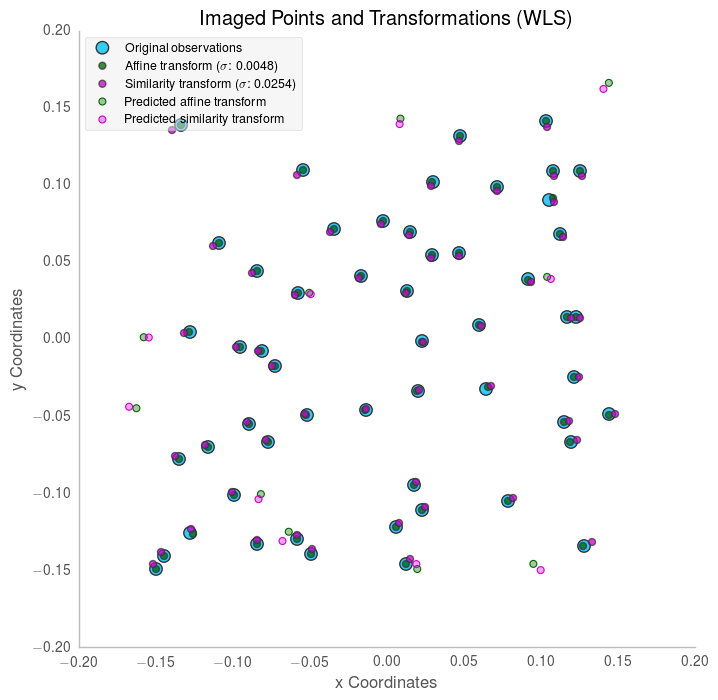 Imaged Points and Transformations (WLS)
Original observations
Affine transform (σ: 0.0048)
Similarity transform (σ: 0.0254)
Predicted affine transform
Predicted similarity transform
0.20
0.15
0.10
0.05
0.00
−0.05
−0.10
−0.15
−0.20
y Coordinates
−0.20 −0.15 −0.10 −0.05 0.00 0.05 0.10 0.15 0.20
x Coordinates